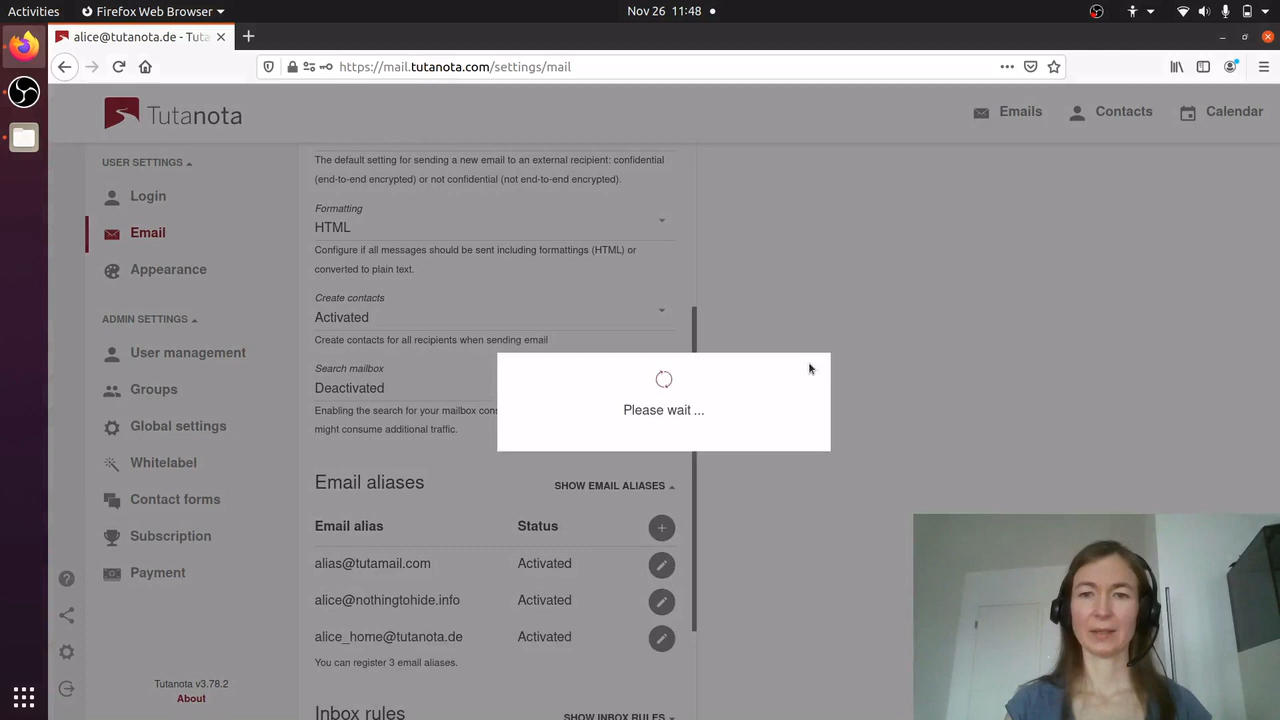 Activities
Firefox Web Browser
Nov 26 11:48
alice@tutanota.de - Tuta
https://mail.tutanota.com/settings/mail
Tutanota
Emails
Contacts
Calendar
USER SETTINGS
Login
Email
Appearance
ADMIN SETTINGS
User management
Groups
Global settings
Whitelabel
Contact forms
Subscription
Payment
Tutanota v3.78.2
About
The default setting for sending a new email to an external recipient: confidential
(end-to-end encrypted) or not confidential (not end-to-end encrypted).
Formatting
HTML
Configure if all messages should be sent including formattings (HTML) or
converted to plain text.
Create contacts
Activated
Create contacts for all recipients when sending email
Search mailbox
Deactivated
Enabling the search for your mailbox
might consume additional traffic.
Please wait ...
Email aliases
SHOW EMAIL ALIASES
Email alias Status
alias@tutamail.com Activated
alice@nothingtohide.info Activated
alice_home@tutanota.de Activated
You can register 3 email aliases.
Inbox rules
SHOW INBOX RULES